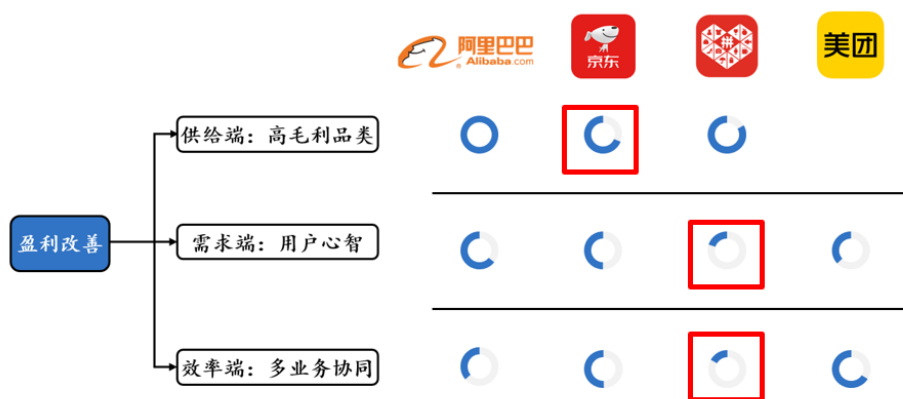 阿里巴巴
Alibaba.com
京东
拼
美团
供给端：高毛利品类
盈利改善
需求端：用户心智
效率端：多业务协同